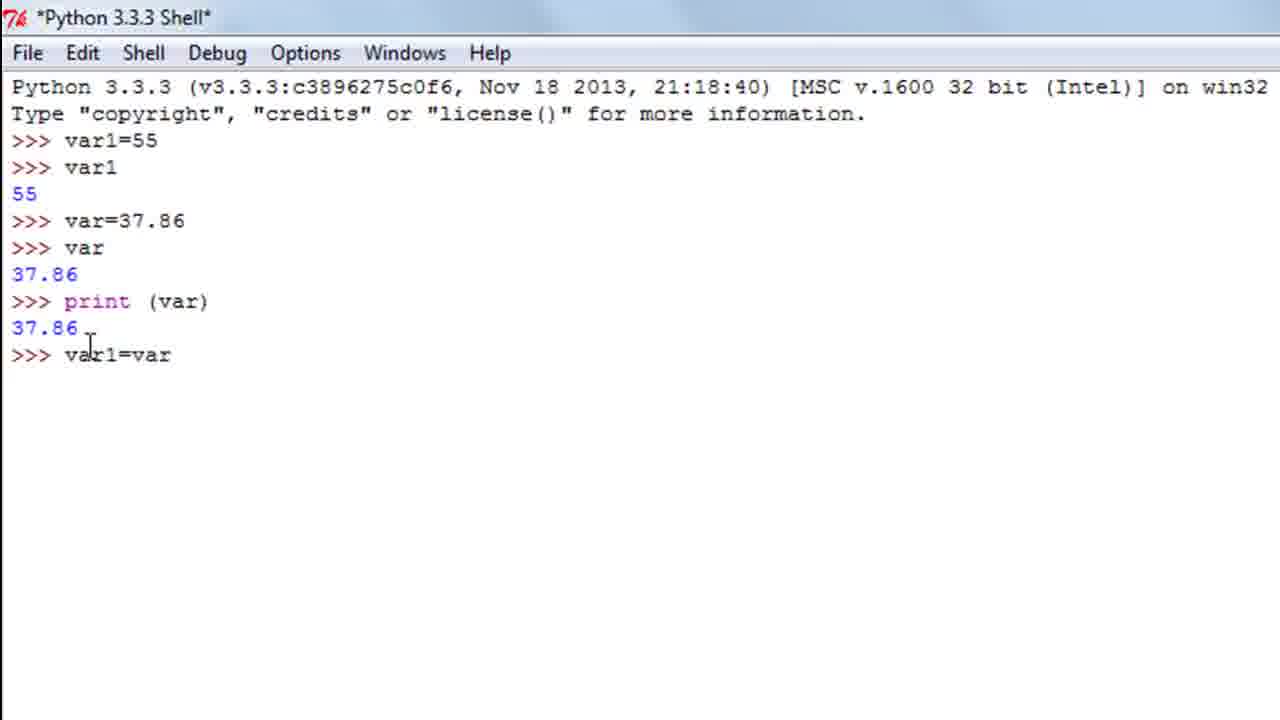 *Python 3.3.3 Shell*
File Edit Shell Debug Options Windows Help
Python 3.3.3 (v3.3.3:c3896275c0f6, Nov 18 2013, 21:18:40) [MSC v.1600 32 bit (Intel)] on win32
Type "copyright", "credits" or "license()" for more information.
>>> var1=55
>>> var1
55
>>> var=37.86
>>> var
37.86
>>> print (var)
37.86
>>> var1=var